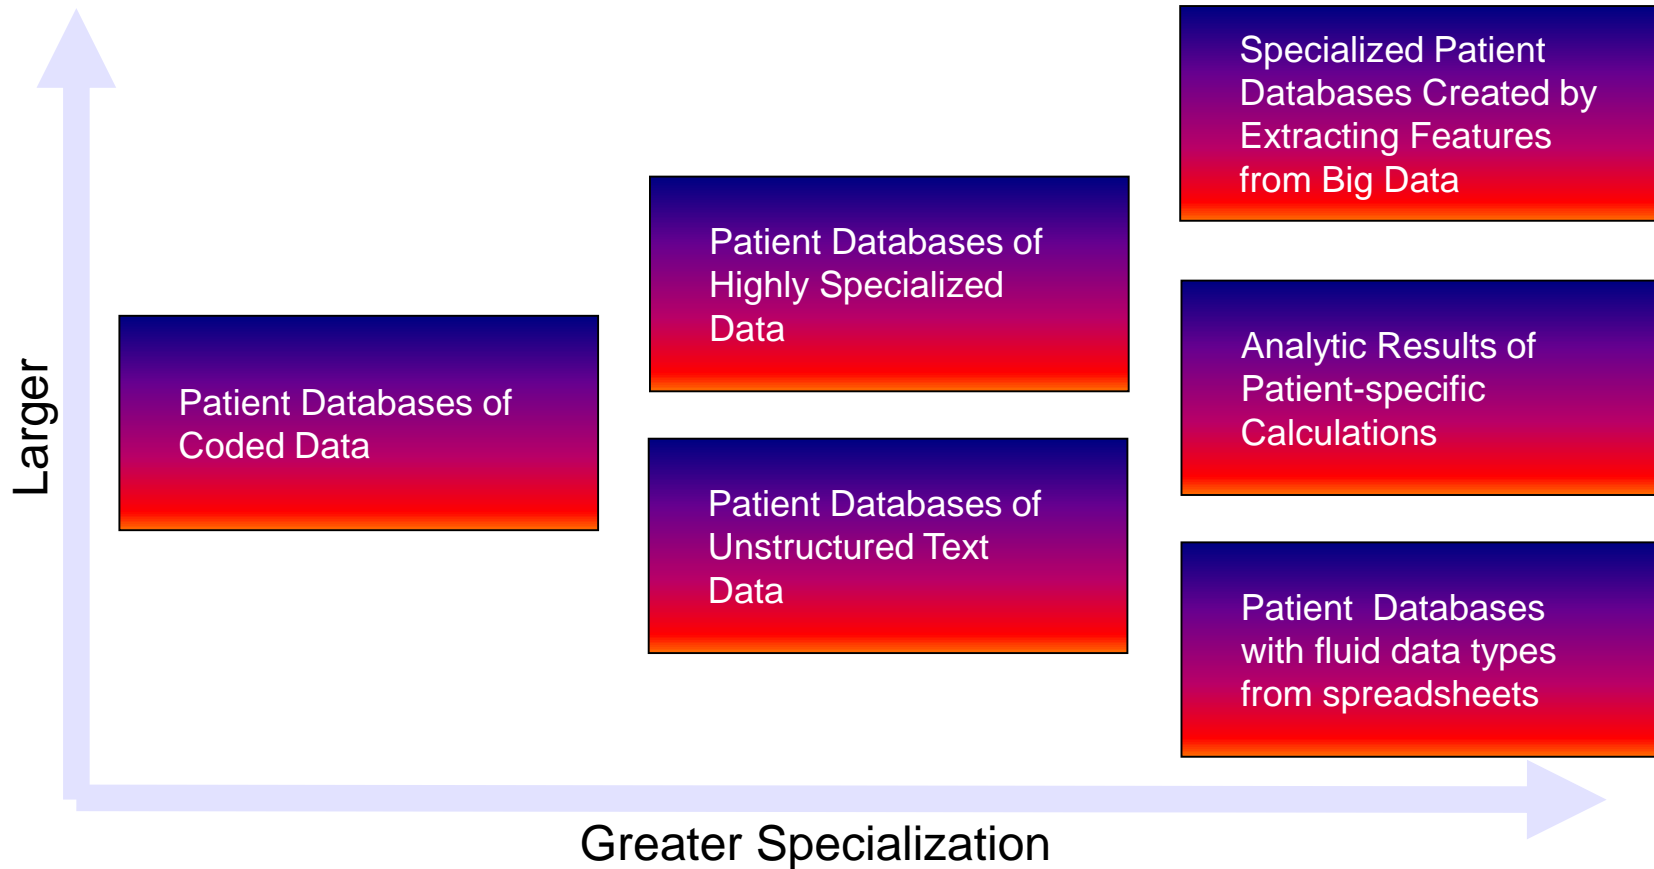 Larger
Patient Databases of
Coded Data
Patient Databases of
Highly Specialized
Data
Patient Databases of
Unstructured Text
Data
Specialized Patient
Databases Created by
Extracting Features
from Big Data
Analytic Results of
Patient-specific
Calculations
Patient  Databases
with fluid data types
from spreadsheets
Greater Specialization